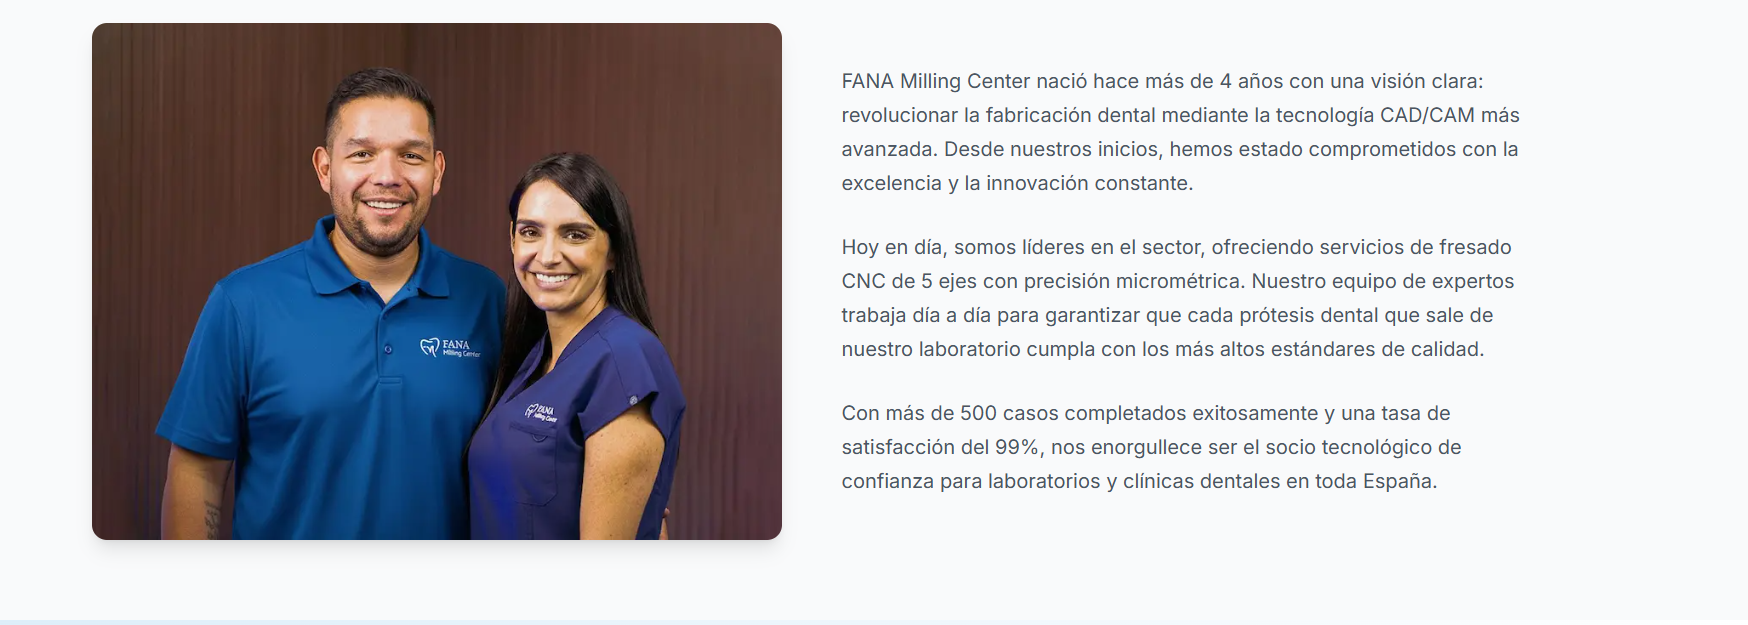 FANA Milling Center nació hace más de 4 años con una visión clara:
revolucionar la fabricación dental mediante la tecnología CAD/CAM más
avanzada. Desde nuestros inicios, hemos estado comprometidos con la
excelencia y la innovación constante.
Hoy en día, somos líderes en el sector, ofreciendo servicios de fresado
CNC de 5 ejes con precisión micrométrica. Nuestro equipo de expertos
trabaja día a día para garantizar que cada prótesis dental que sale de
nuestro laboratorio cumpla con los más altos estándares de calidad.
Con más de 500 casos completados exitosamente y una tasa de
satisfacción del 99%, nos enorgullece ser el socio tecnológico de
confianza para laboratorios y clínicas dentales en toda España.
FANA
Milling Center
FANA
Milling Center